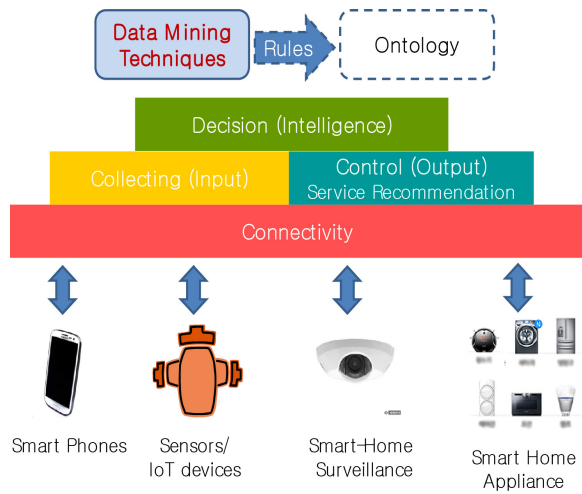 Data Mining
Techniques
Rules
Ontology
Decision (Intelligence)
Collecting (Input)
Control (Output)
Service Recommendation
Connectivity
Smart Phones
Sensors/
IoT devices
Smart-Home
Surveillance
Smart Home
Appliance